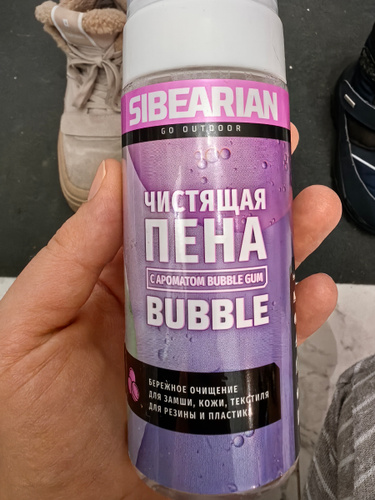 SIBEARIAN
GO OUTDOOR
ЧИСТЯЩАЯ
ПЕНА
С АРОМАТОМ BUBBLE GUM
BUBBLE
БЕРЕЖНОЕ ОЧИЩЕНИЕ
ДЛЯ ЗАМШИ, КОЖИ, ТЕКСТИЛЯ
ДЛЯ РЕЗИНЫ И ПЛАСТИКА